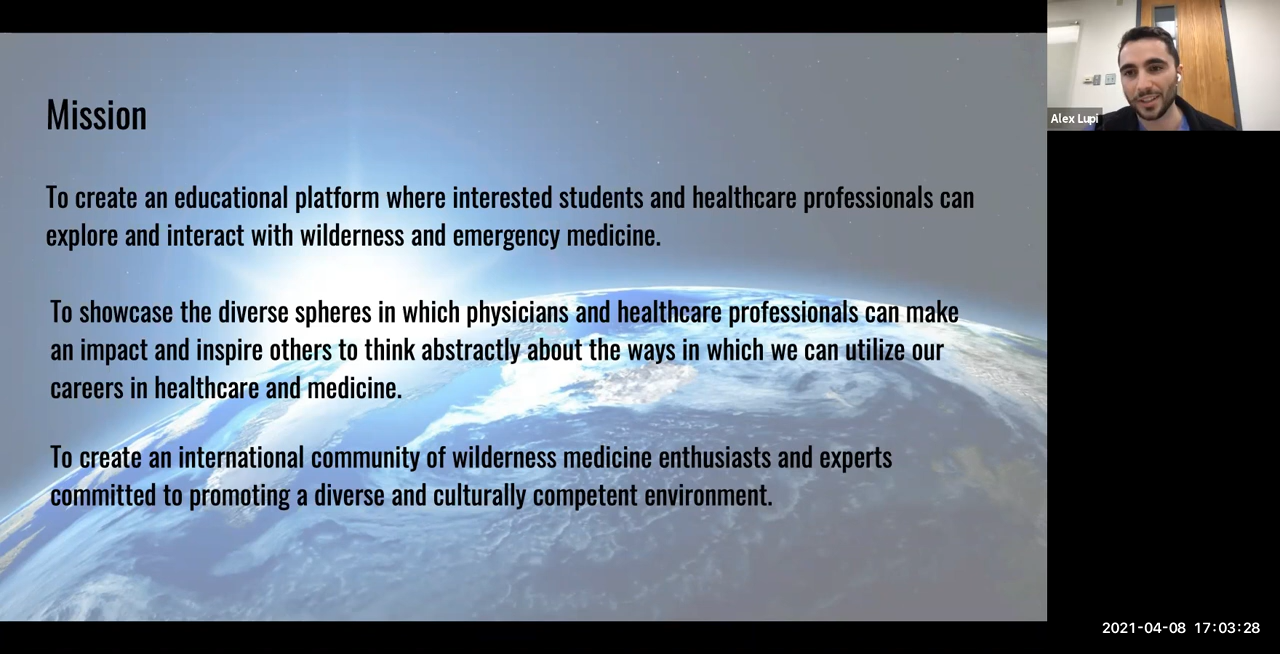 Mission
To create an educational platform where interested students and healthcare professionals can
explore and interact with wilderness and emergency medicine.
To showcase the diverse spheres in which physicians and healthcare professionals can make
an impact and inspire others to think abstractly about the ways in which we can utilize our
careers in healthcare and medicine.
To create an international community of wilderness medicine enthusiasts and experts
committed to promoting a diverse and culturally competent environment.
Alex Lupi
2021-04-08 17:03:28